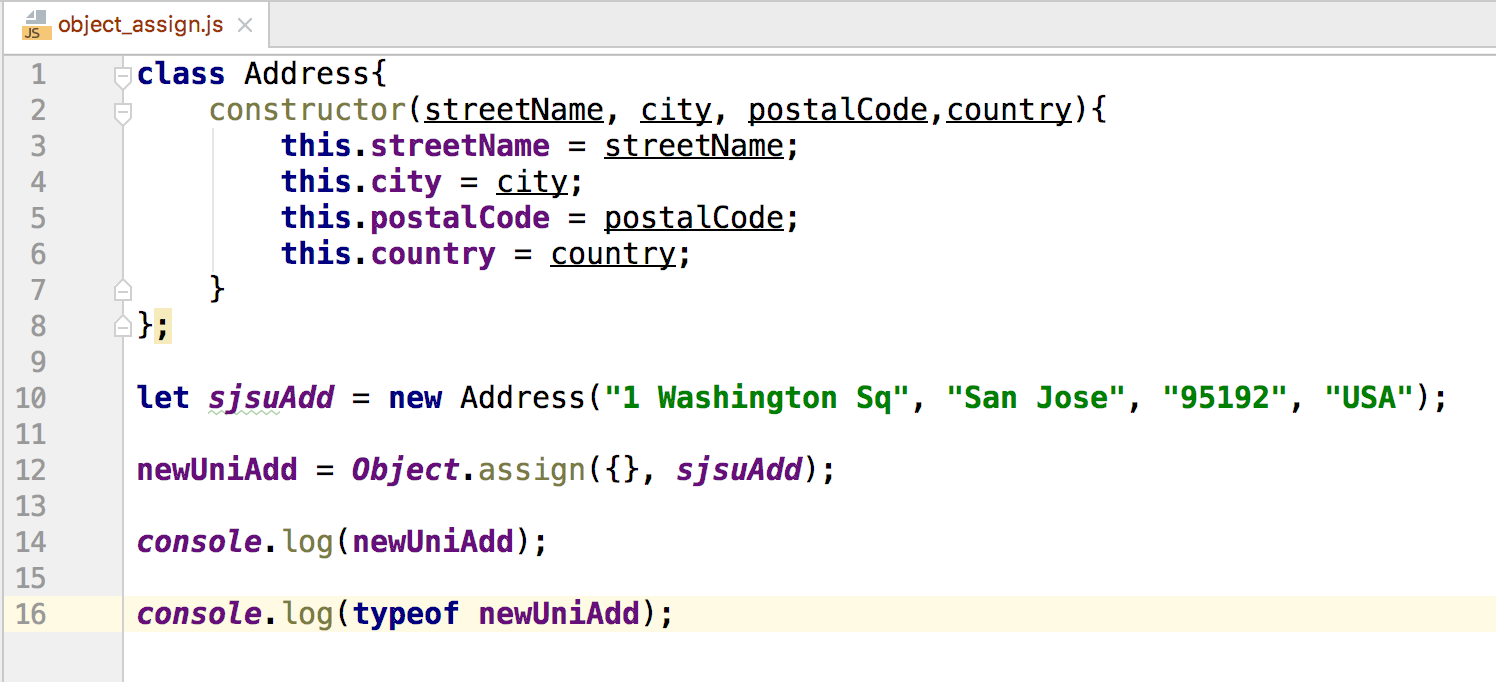 JS object_assign.js
1 class Address{
2     constructor(streetName, city, postalCode,country){
3         this.streetName = streetName;
4         this.city = city;
5         this.postalCode = postalCode;
6         this.country = country;
7     }
8 };
9
10 let sjsuAdd = new Address("1 Washington Sq", "San Jose", "95192", "USA");
11
12 newUniAdd = Object.assign({}, sjsuAdd);
13
14 console.log(newUniAdd);
15
16 console.log(typeof newUniAdd);